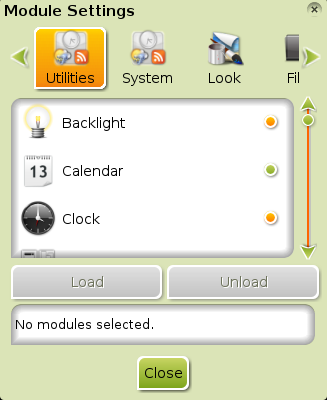 Module Settings
Utilities System Look Fil
Backlight
13 Calendar
Clock
Load Unload
No modules selected.
Close